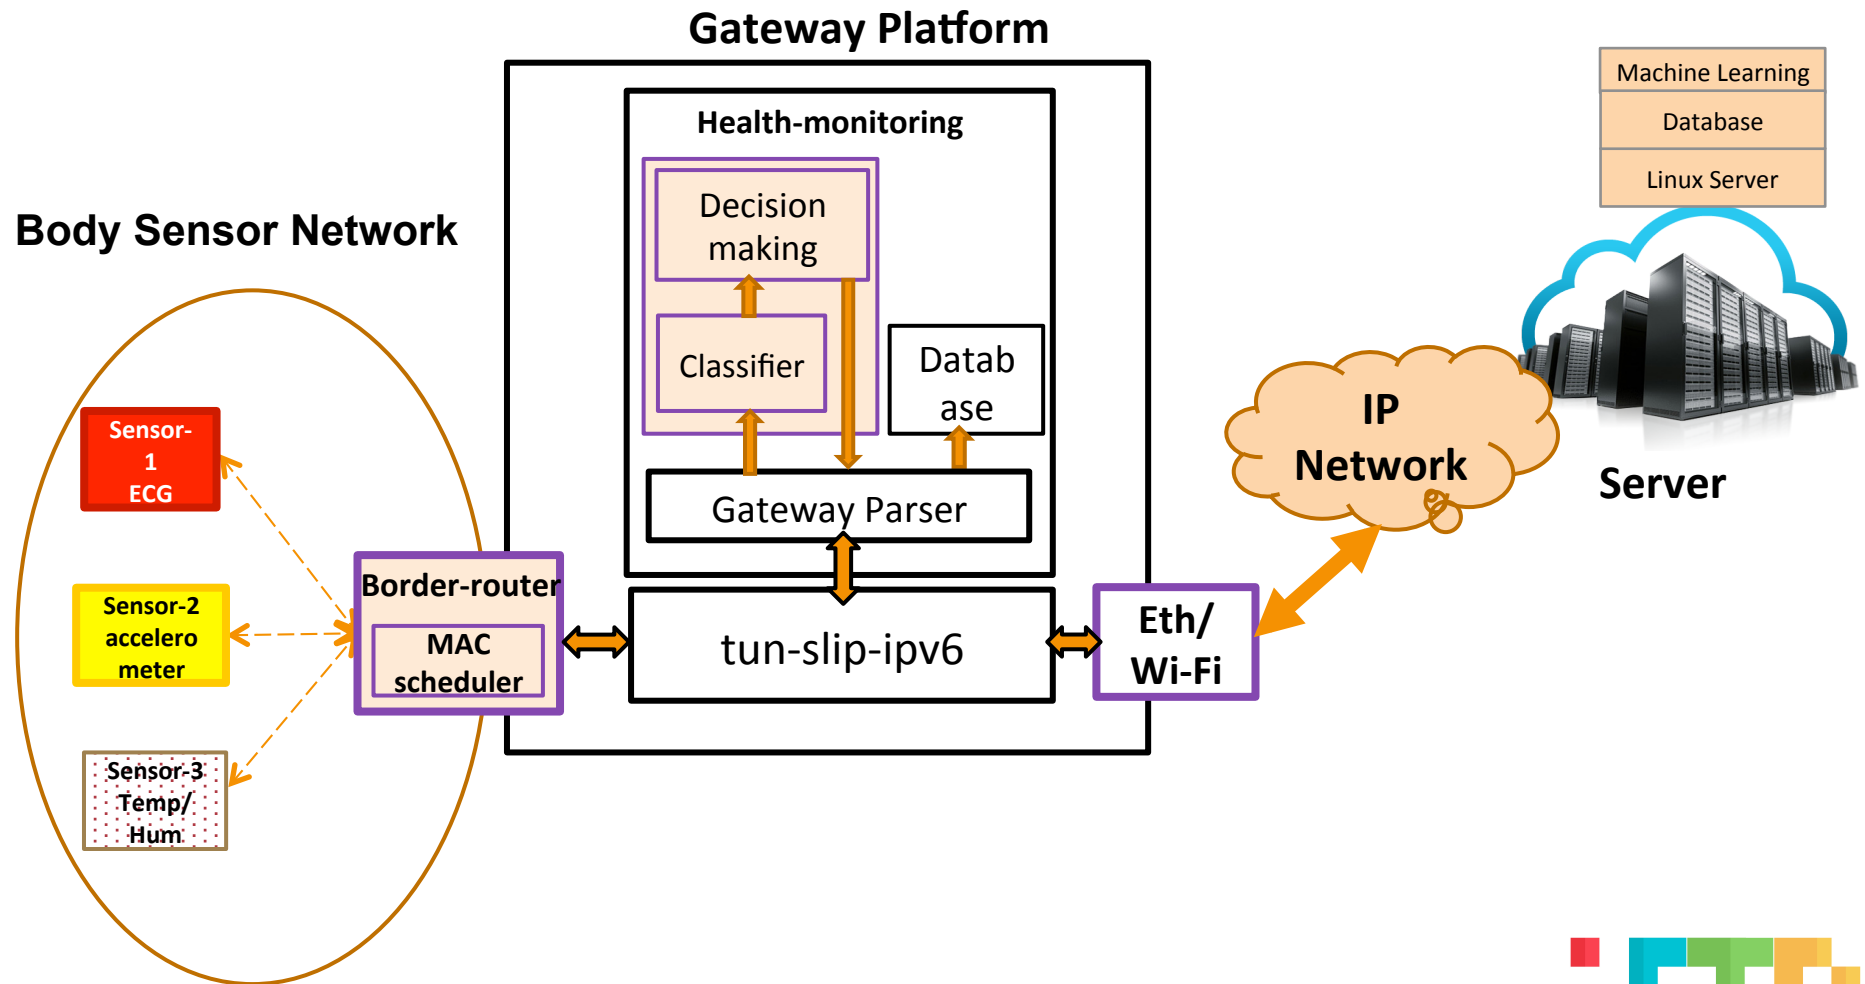 Gateway Platform
Machine Learning
Database
Linux Server
Health-monitoring
Decision
making
Body Sensor Network
Classifier
Datab
ase
IP
Network
Server
Sensor-
1
ECG
Gateway Parser
Border-router
MAC
scheduler
Sensor-2
accelero
meter
tun-slip-ipv6
Eth/
Wi-Fi
Sensor-3
Temp/
Hum